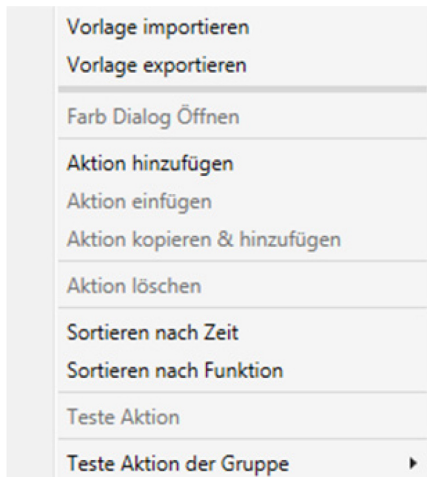 Vorlage importieren
Vorlage exportieren
Farb Dialog Öffnen
Aktion hinzufügen
Aktion einfügen
Aktion kopieren & hinzufügen
Aktion löschen
Sortieren nach Zeit
Sortieren nach Funktion
Teste Aktion
Teste Aktion der Gruppe